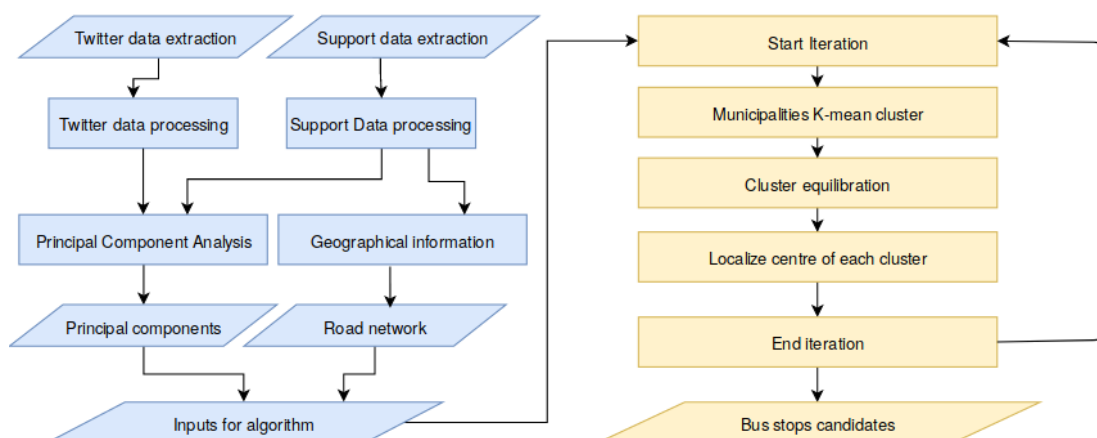 Twitter data extraction
Support data extraction
Twitter data processing
Support Data processing
Principal Component Analysis
Geographical information
Principal components
Road network
Inputs for algorithm
Start Iteration
Municipalities K-mean cluster
Cluster equilibration
Localize centre of each cluster
End iteration
Bus stops candidates